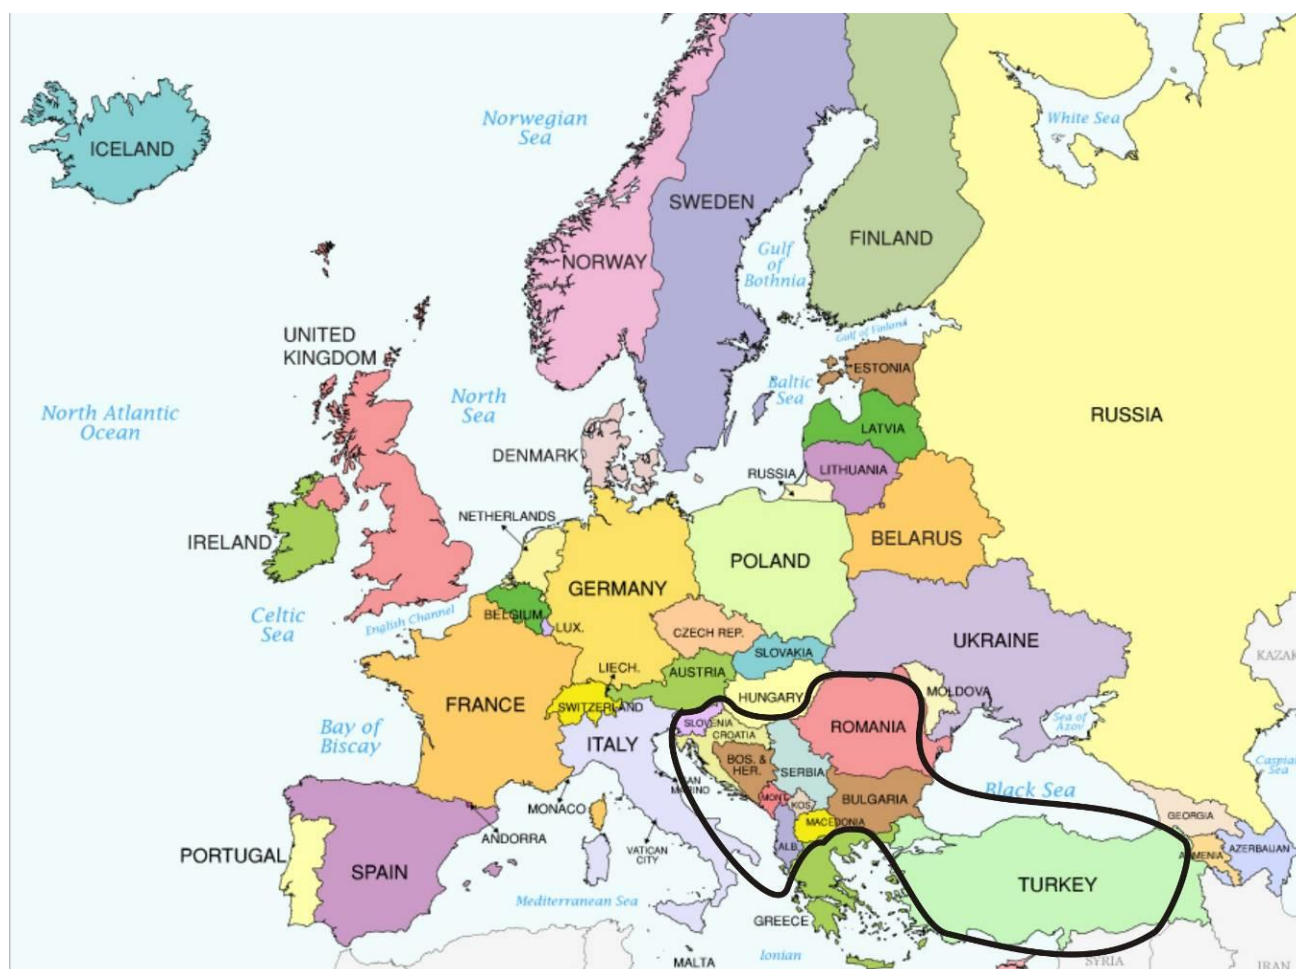 White Sea
Norwegian
Sea
ICELAND
SWEDEN
FINLAND
Gulf
of
Bothnia
NORWAY
UNITED
KINGDOM
Gulf of Finland
ESTONIA
Baltic
Sea
North
Sea
North Atlantic
Ocean
RUSSIA
LATVIA
DENMARK
LITHUANIA
RUSSIA
NETHERLANDS
IRELAND
BELARUS
POLAND
GERMANY
Celtic
Sea
English Channel
BELGIUM
LUX.
CZECH REP.
UKRAINE
SLOVAKIA
KAZAK
LIECH.
AUSTRIA
HUNGARY
MOLDOVA
FRANCE
SWITZERLAND
SLOVENIA
CROATIA
ROMANIA
Sea of
Azov
Bay of
Biscay
ITALY
BOS. &
HER.
SERBIA
Caspian
Sea
SAN
MARINO
MONT.
KOS.
BULGARIA
Black Sea
MONACO
ANDORRA
MACEDONIA
GEORGIA
PORTUGAL
SPAIN
VATICAN
CITY
ALB.
ARMENIA
AZERBAIJAN
TURKEY
Mediterranean Sea
GREECE
Ionian
MALTA
SYRIA
IRAN